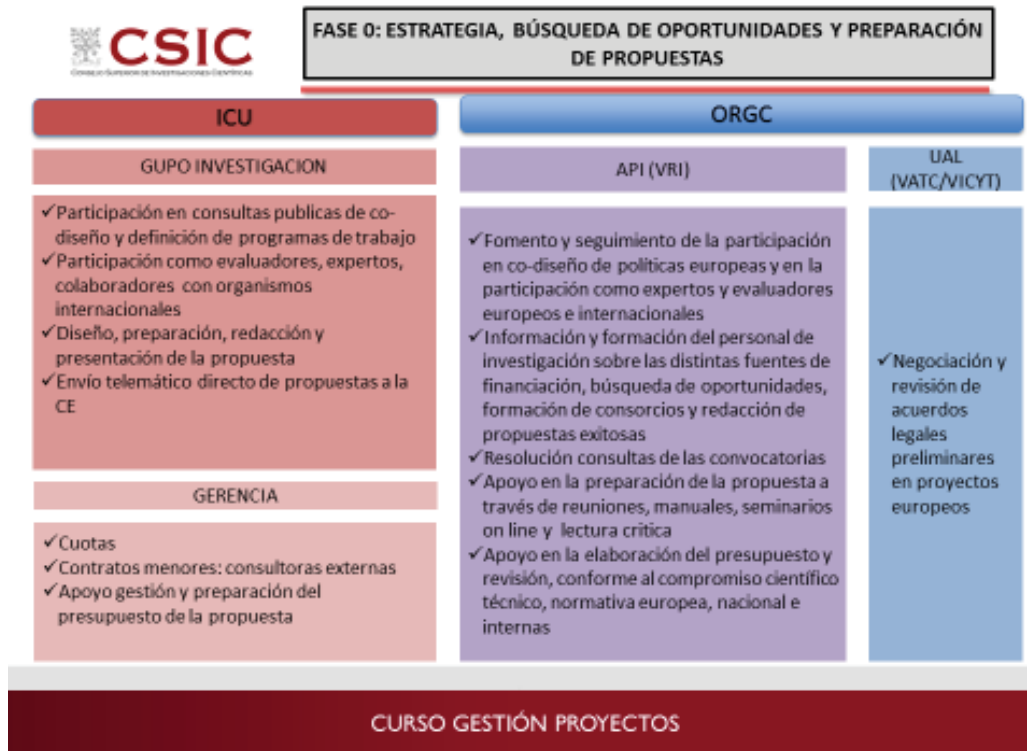 CSIC
CONSEJO SUPERIOR DE INVESTIGACIONES CIENTÍFICAS
FASE 0: ESTRATEGIA, BÚSQUEDA DE OPORTUNIDADES Y PREPARACIÓN
DE PROPUESTAS
ICU
GUPO INVESTIGACION
✓Participación en consultas publicas de co-
diseño y definición de programas de trabajo
✓Participación como evaluadores, expertos,
colaboradores con organismos
internacionales
✓Diseño, preparación, redacción y
presentación de la propuesta
✓Envío telemático directo de propuestas a la
CE
GERENCIA
✓Cuotas
✓Contratos menores: consultoras externas
✓Apoyo gestión y preparación del
presupuesto de la propuesta
ORGC
API (VRI)
✓Fomento y seguimiento de la participación
en co-diseño de políticas europeas y en la
participación como expertos y evaluadores
europeos e internacionales
✓Información y formación del personal de
investigación sobre las distintas fuentes de
financiación, búsqueda de oportunidades,
formación de consorcios y redacción de
propuestas exitosas
✓Resolución consultas de las convocatorias
✓Apoyo en la preparación de la propuesta a
través de reuniones, manuales, seminarios
on line y lectura critica
✓Apoyo en la elaboración del presupuesto y
revisión, conforme al compromiso científico
técnico, normativa europea, nacional e
internas
UAL
(VATC/VICYT)
✓Negociación y
revisión de
acuerdos
legales
preliminares
en proyectos
europeos
CURSO GESTIÓN PROYECTOS